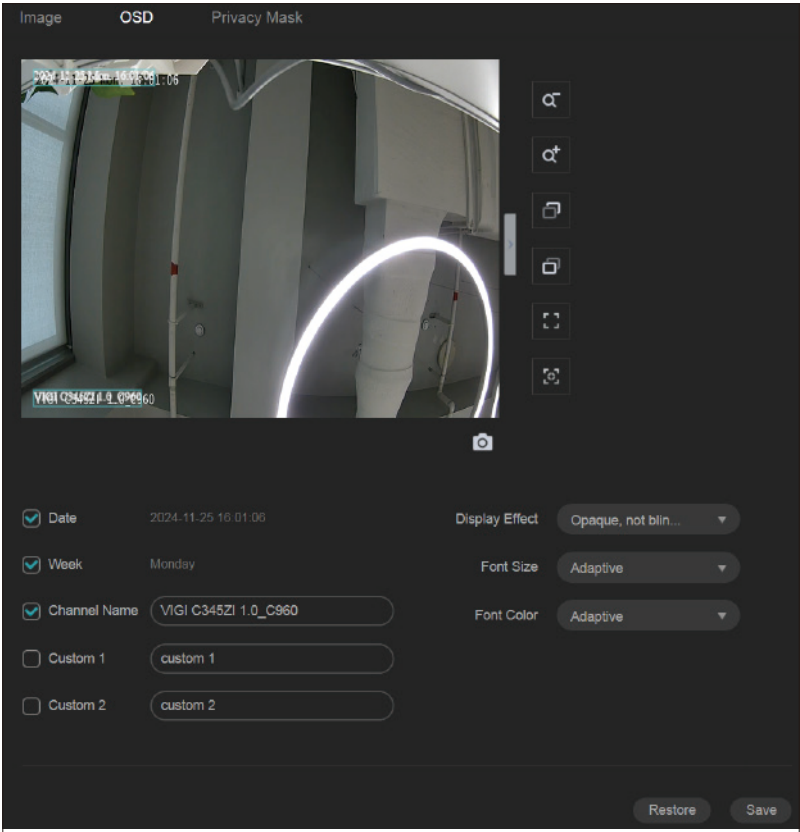 Image OSD Privacy Mask
Date 2024-11-25 16:01:06 Display Effect Opaque, not blin...
Week Monday Font Size Adaptive
Channel Name VIGI C345ZI 1.0_C960 Font Color Adaptive
Custom 1 custom 1
Custom 2 custom 2
Restore Save